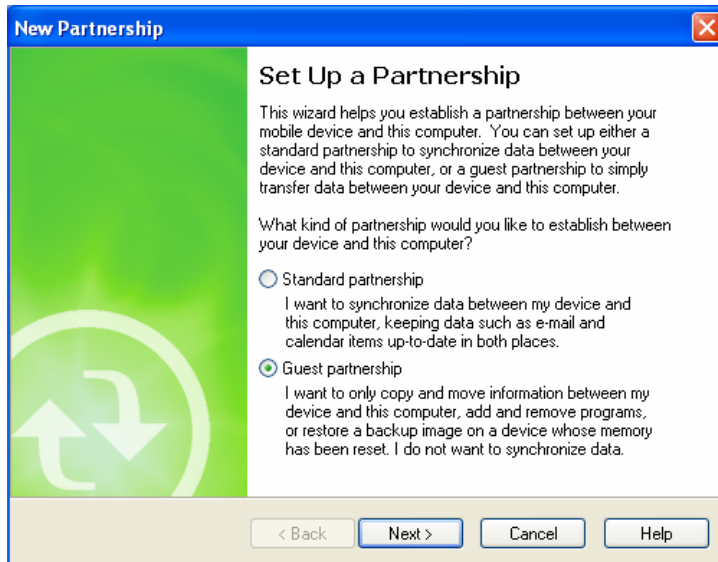 New Partnership
Set Up a Partnership
This wizard helps you establish a partnership between your
mobile device and this computer. You can set up either a
standard partnership to synchronize data between your
device and this computer, or a guest partnership to simply
transfer data between your device and this computer.
What kind of partnership would you like to establish between
your device and this computer?
Standard partnership
I want to synchronize data between my device and
this computer, keeping data such as e-mail and
calendar items up-to-date in both places.
Guest partnership
I want to only copy and move information between my
device and this computer, add and remove programs,
or restore a backup image on a device whose memory
has been reset. I do not want to synchronize data.
< Back Next > Cancel Help